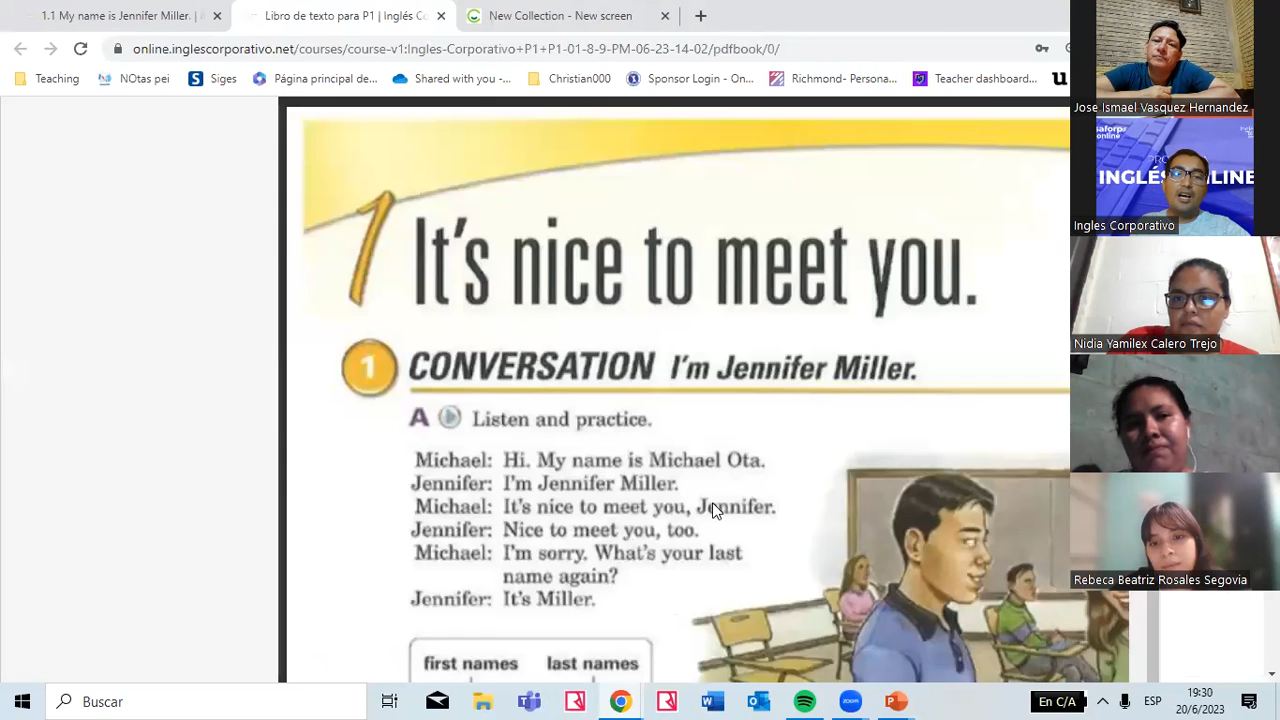 1.1 My name is Jennifer Miller. |
Libro de texto para P1 | Inglés Co
New Collection - New screen
online.inglescorporativo.net/courses/course-v1:Ingles-Corporativo+P1+P1-01-8-9-PM-06-23-14-02/pdfbook/0/
Teaching
NOtas pei
Siges
Página principal de...
Shared with you -...
Christian000
Sponsor Login - On...
Richmond- Persona...
Teacher dashboard...
Jose Ismael Vasquez Hernandez
INGLÉS ONLINE
Ingles Corporativo
Nidia Yamilex Calero Trejo
Rebeca Beatriz Rosales Segovia
1 It's nice to meet you.
1 CONVERSATION I'm Jennifer Miller.
A Listen and practice.
Michael: Hi. My name is Michael Ota.
Jennifer: I'm Jennifer Miller.
Michael: It's nice to meet you, Jennifer.
Jennifer: Nice to meet you, too.
Michael: I'm sorry. What's your last
name again?
Jennifer: It's Miller.
first names last names
Buscar
En C/A
ESP
19:30
20/6/2023